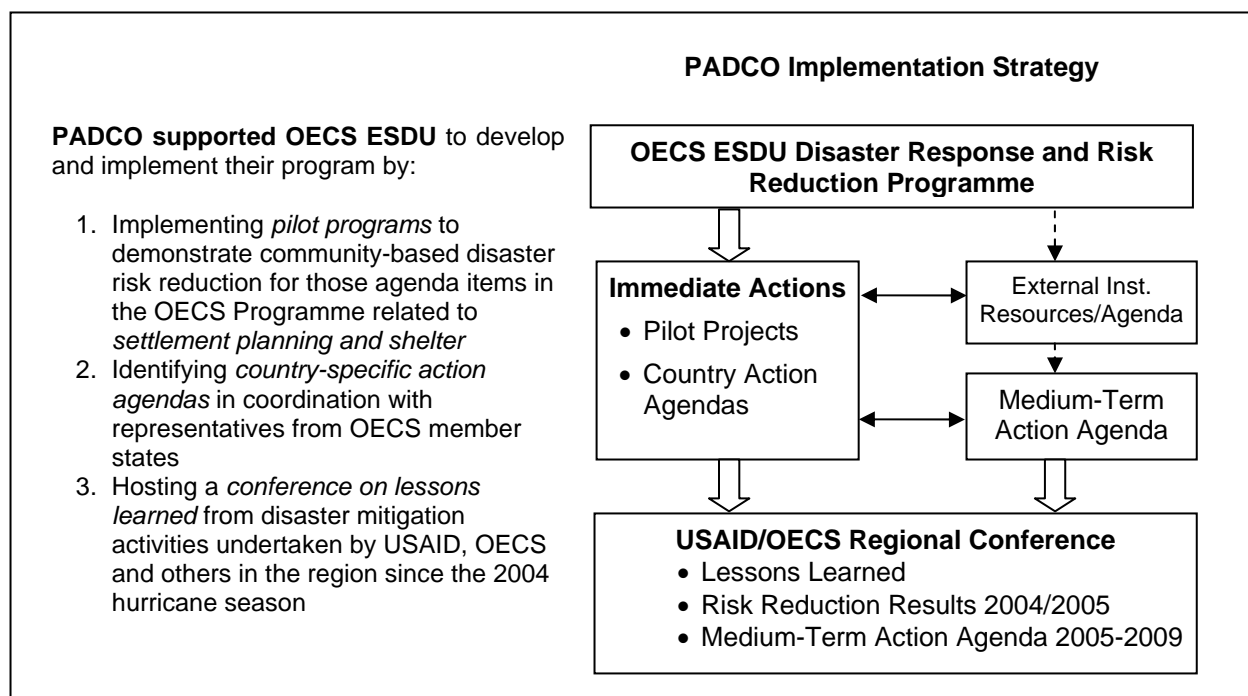 PADCO Implementation Strategy
PADCO supported OECS ESDU to develop
and implement their program by:
1. Implementing pilot programs to
demonstrate community-based disaster
risk reduction for those agenda items in
the OECS Programme related to
settlement planning and shelter
2. Identifying country-specific action
agendas in coordination with
representatives from OECS member
states
3. Hosting a conference on lessons
learned from disaster mitigation
activities undertaken by USAID, OECS
and others in the region since the 2004
hurricane season
OECS ESDU Disaster Response and Risk
Reduction Programme
Immediate Actions
• Pilot Projects
• Country Action
Agendas
External Inst.
Resources/Agenda
Medium-Term
Action Agenda
USAID/OECS Regional Conference
• Lessons Learned
• Risk Reduction Results 2004/2005
• Medium-Term Action Agenda 2005-2009